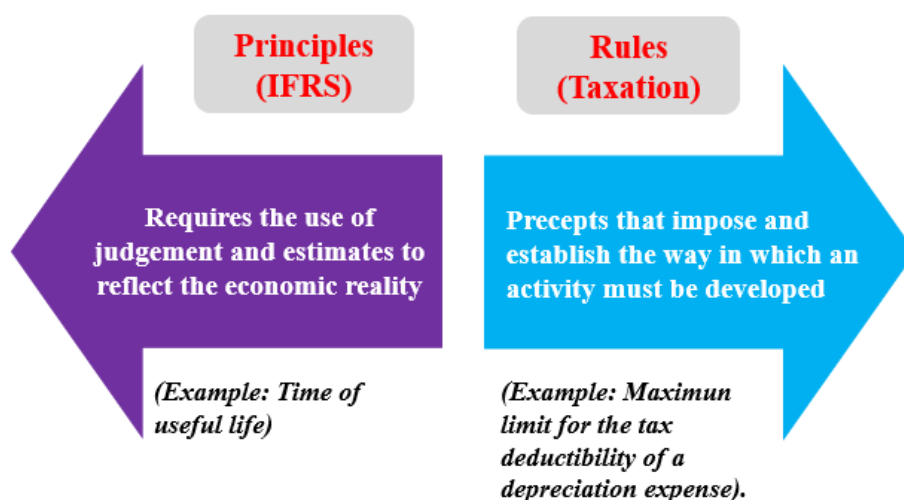 Principles
(IFRS)
Rules
(Taxation)
Requires the use of
judgement and estimates to
reflect the economic reality
Precepts that impose and
establish the way in which an
activity must be developed
(Example: Time of
useful life)
(Example: Maximun
limit for the tax
deductibility of a
depreciation expense).